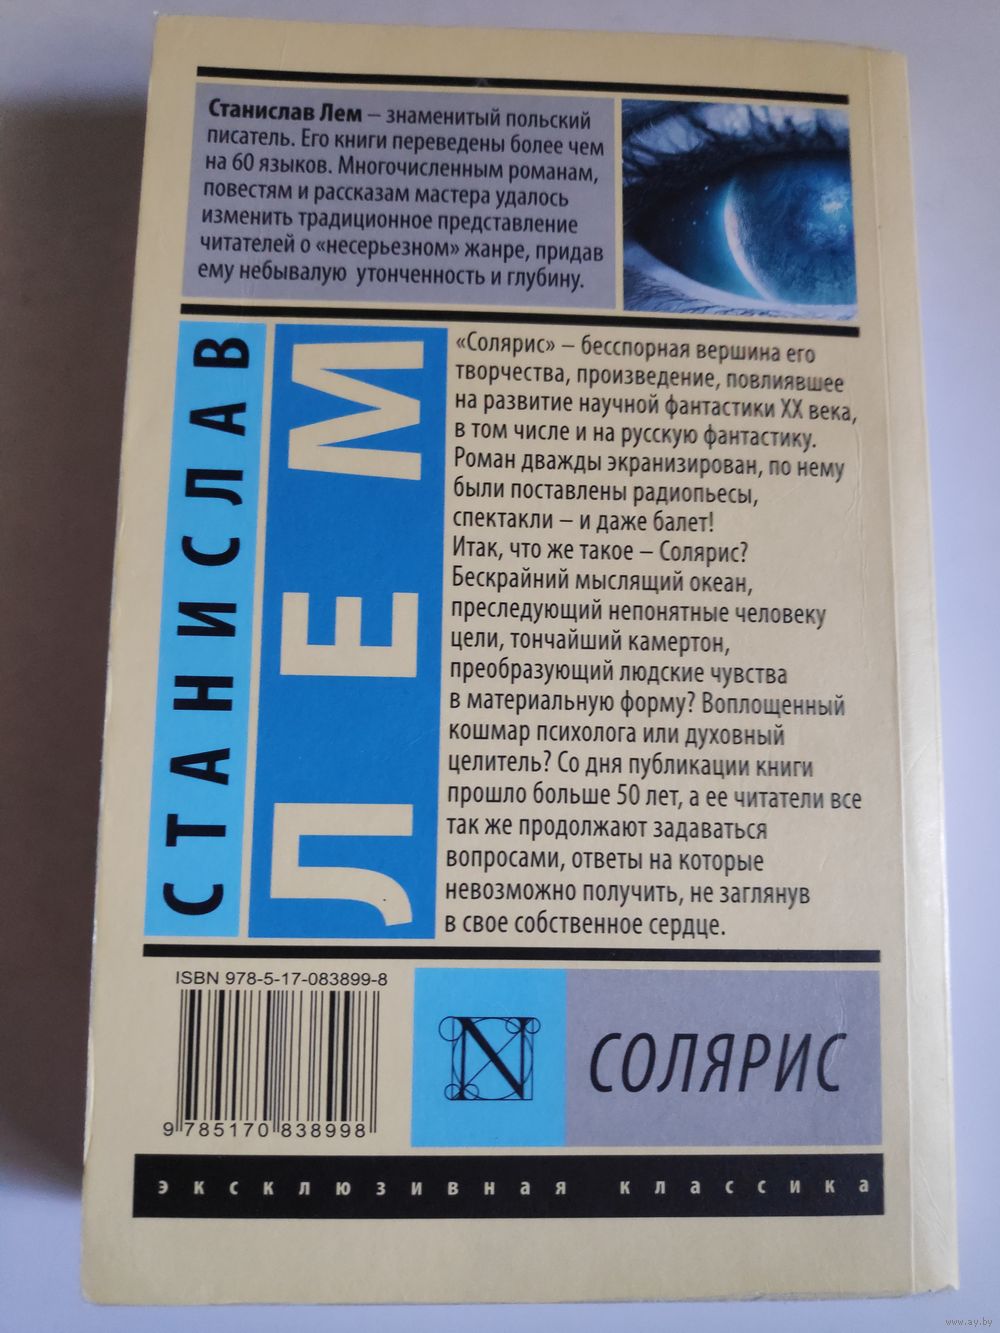 Станислав Лем – знаменитый польский
писатель. Его книги переведены более чем
на 60 языков. Многочисленным романам,
повестям и рассказам мастера удалось
изменить традиционное представление
читателей о «несерьезном» жанре, придав
ему небывалую утонченность и глубину.
СТАНИСЛАВ
ЛЕМ
«Солярис» – бесспорная вершина его
творчества, произведение, повлиявшее
на развитие научной фантастики XX века,
в том числе и на русскую фантастику.
Роман дважды экранизирован, по нему
были поставлены радиопьесы,
спектакли – и даже балет!
Итак, что же такое – Солярис?
Бескрайний мыслящий океан,
преследующий непонятные человеку
цели, тончайший камертон,
преобразующий людские чувства
в материальную форму? Воплощенный
кошмар психолога или духовный
целитель? Со дня публикации книги
прошло больше 50 лет, а ее читатели все
так же продолжают задаваться
вопросами, ответы на которые
невозможно получить, не заглянув
в свое собственное сердце.
ISBN 978-5-17-083899-8
9 785170 838998
N
СОЛЯРИС
эксклюзивная классика
www.ay.by